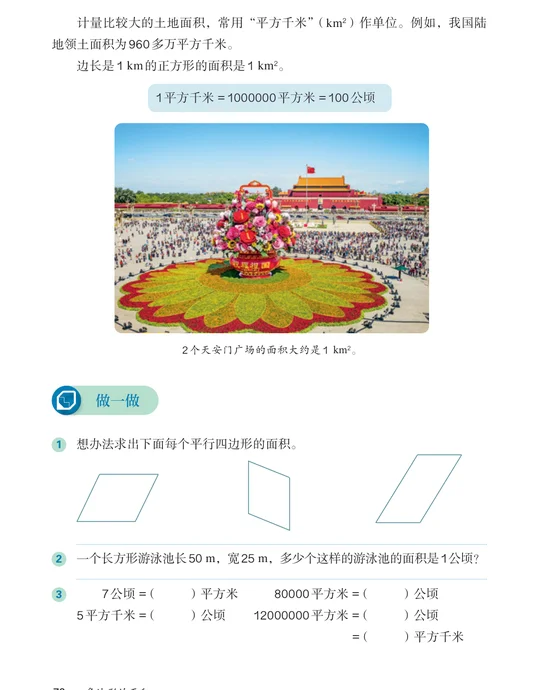 计量比较大的土地面积，常用“平方千米”（km²）作单位。例如，我国陆
地领土面积为960多万平方千米。
边长是1 km的正方形的面积是1 km²。
1平方千米＝1000000平方米＝100公顷
2个天安门广场的面积大约是1 km²。
做一做
1 想办法求出下面每个平行四边形的面积。
2 一个长方形游泳池长50 m，宽25 m，多少个这样的游泳池的面积是1公顷？
3 7公顷＝（ ）平方米 80000平方米＝（ ）公顷
5平方千米＝（ ）公顷 12000000平方米＝（ ）公顷
＝（ ）平方千米